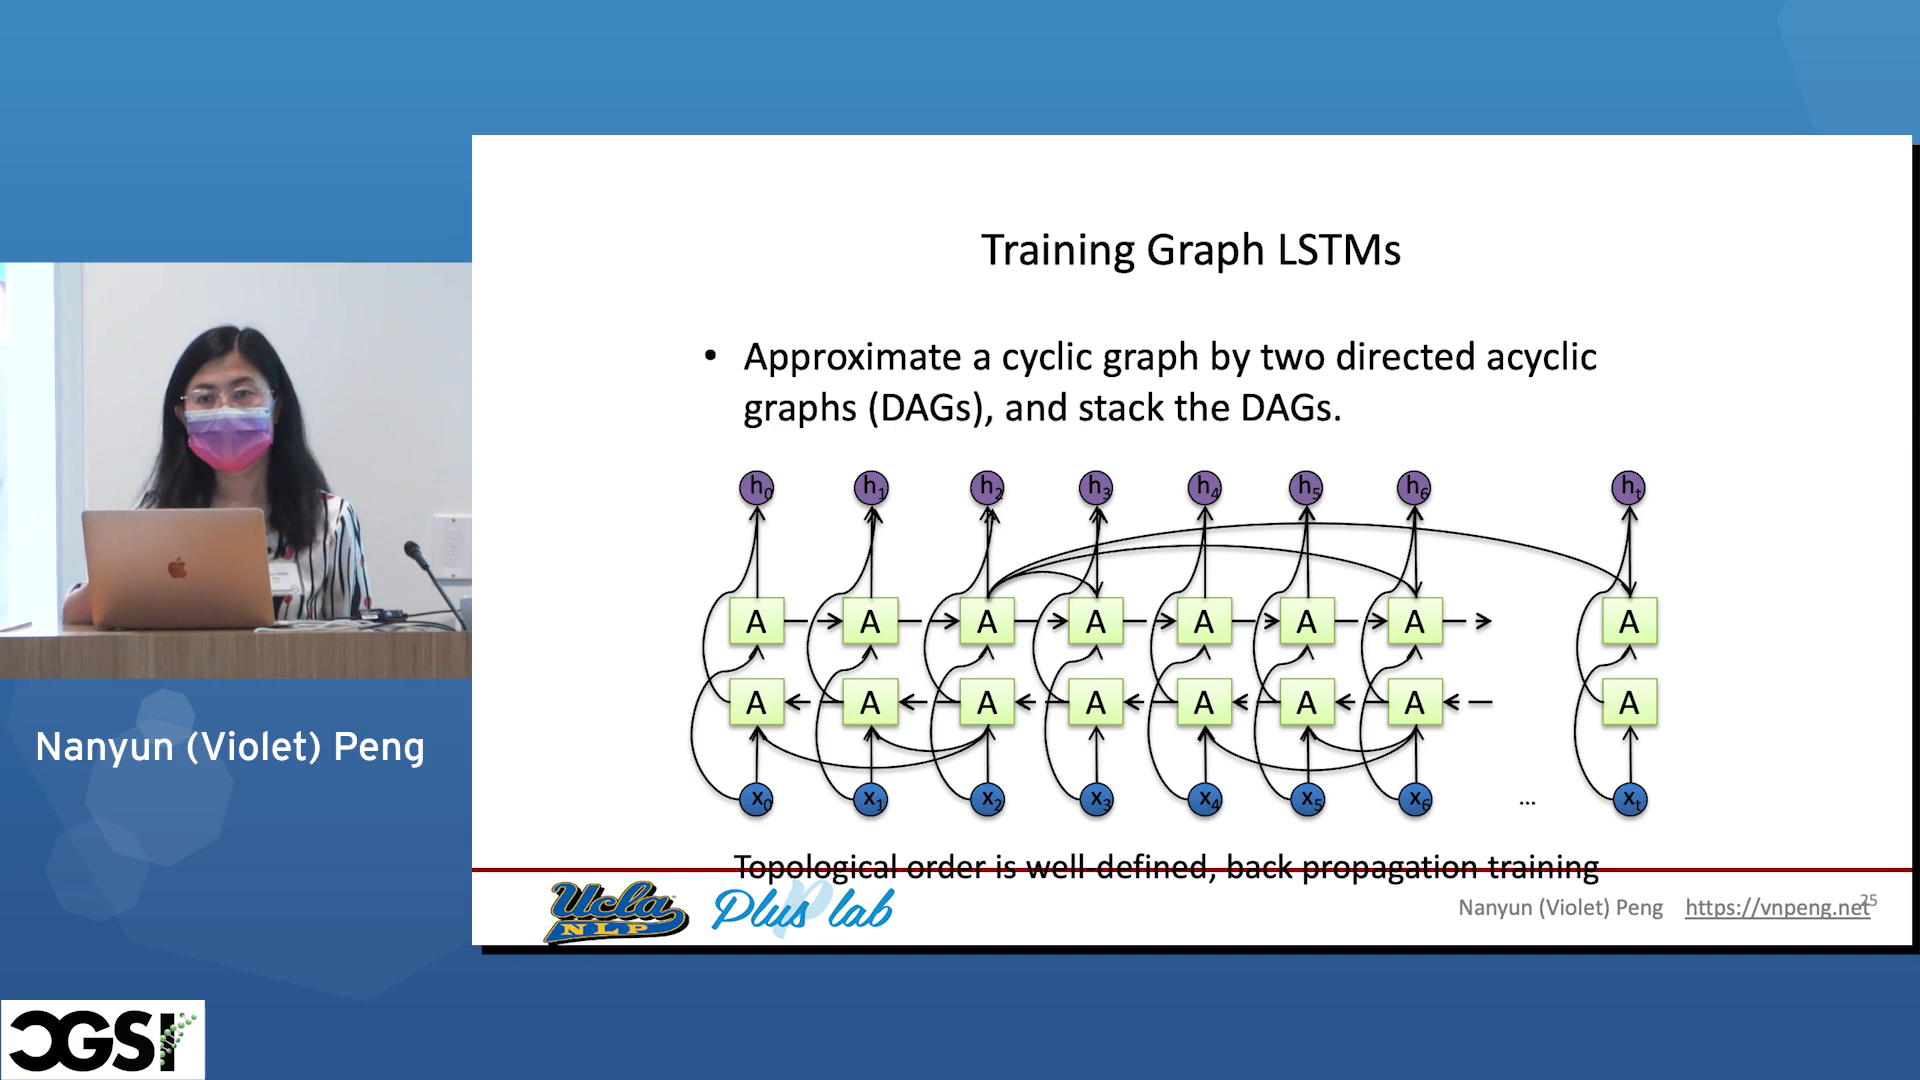 Training Graph LSTMs
• Approximate a cyclic graph by two directed acyclic
graphs (DAGs), and stack the DAGs.
h0 h1 h2 h3 h4 h5 h6 ht
A A A A A A A A
A A A A A A A A
x0 x1 x2 x3 x4 x5 x6 ... xt
Topological order is well-defined, back propagation training
Ucla NLP
Plus lab
Nanyun (Violet) Peng https://vnpeng.net
25
Nanyun (Violet) Peng
CGSI